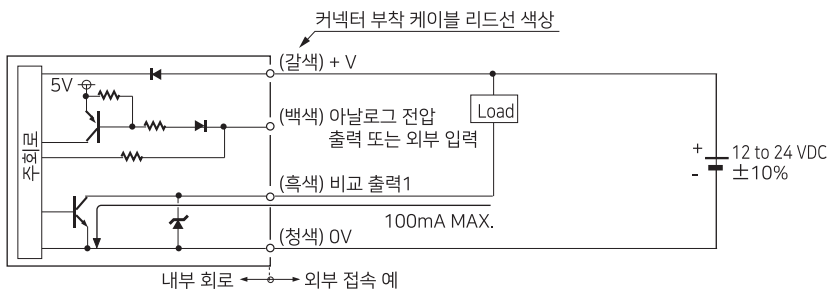 커넥터 부착 케이블 리드선 색상
(갈색) + V
5V
(백색) 아날로그 전압
출력 또는 외부 입력
Load
주회로
+
-
12 to 24 VDC
±10%
(흑색) 비교 출력1
100mA MAX.
(청색) 0V
내부 회로
외부 접속 예